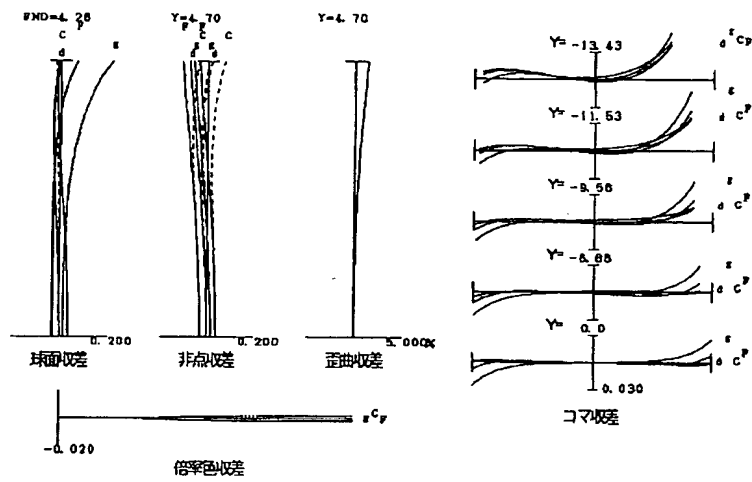 FNO=4.28
F
C
d
g
Y=4.70
F F
C C
g g
d d
Y=4.70
0.200
球面収差
0.200
非点収差
5.000%
歪曲収差
g C F
-0.020
倍率色収差
Y= -13.43
g
d C F
Y= -11.53
g
d C F
Y= -9.58
g
d C F
Y= -6.88
g
d C F
Y= 0.0
g
d C F
0.030
コマ収差